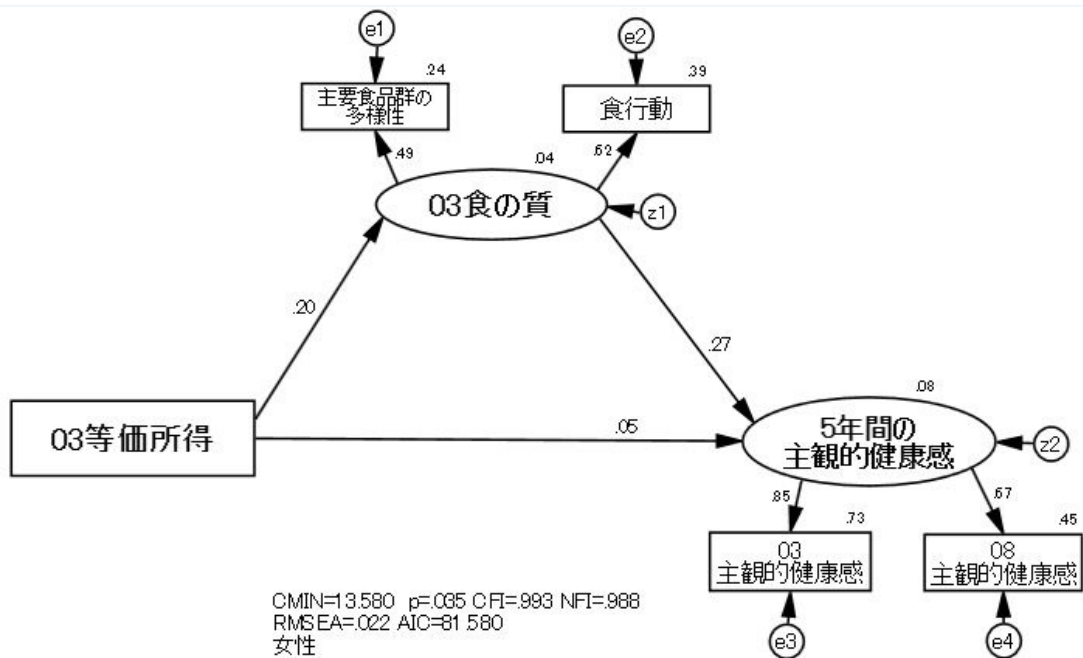 e1
e2
.24
.39
主要食品群の
多様性
食行動
.49
.62
.04
03食の質
z1
.20
.27
.08
03等価所得
.05
5年間の
主観的健康感
z2
.85
.67
.73
.45
03
主観的健康感
08
主観的健康感
CMIN=13.580 p=.035 CFI=.993 NFI=.988
RMSEA=.022 AIC=81.580
女性
e3
e4